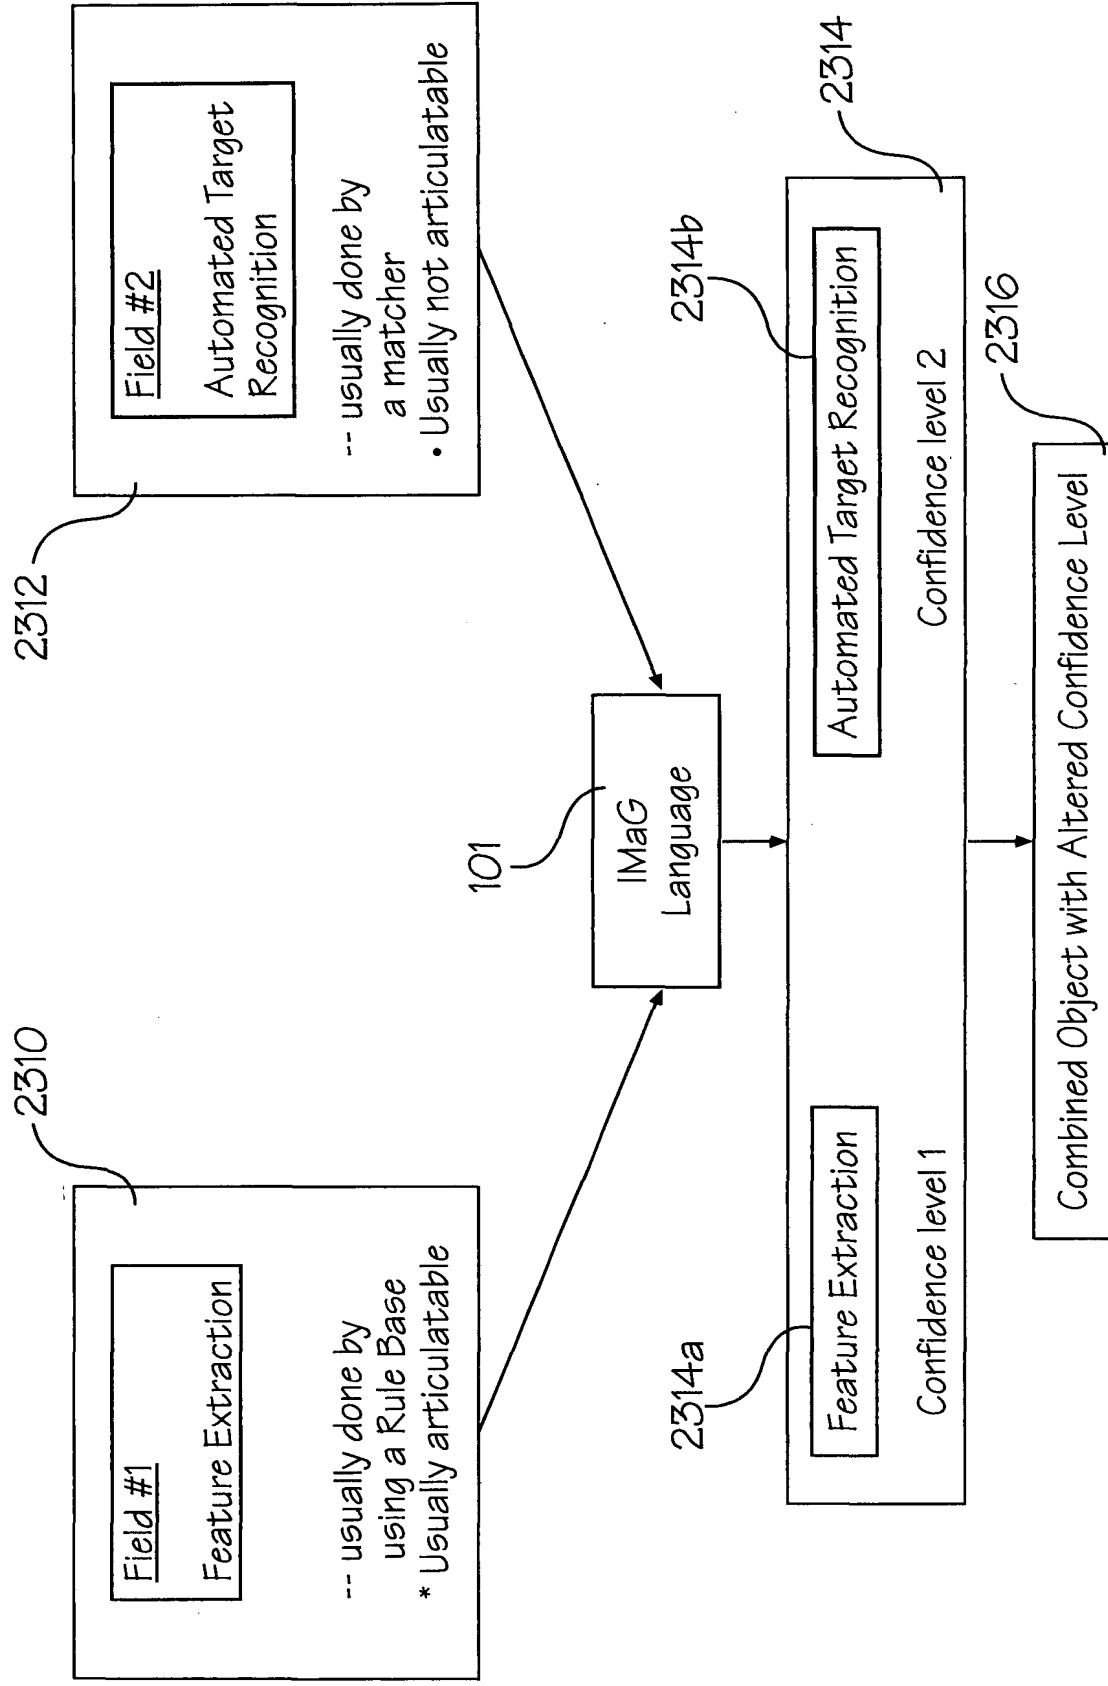 2310
Field #1
Feature Extraction
-- usually done by
using a Rule Base
* Usually articulatable
2312
Field #2
Automated Target
Recognition
-- usually done by
a matcher
• Usually not articulatable
101
IMaG
Language
2314a
Feature Extraction
Confidence level 1
2314b
Automated Target Recognition
Confidence level 2
2314
2316
Combined Object with Altered Confidence Level